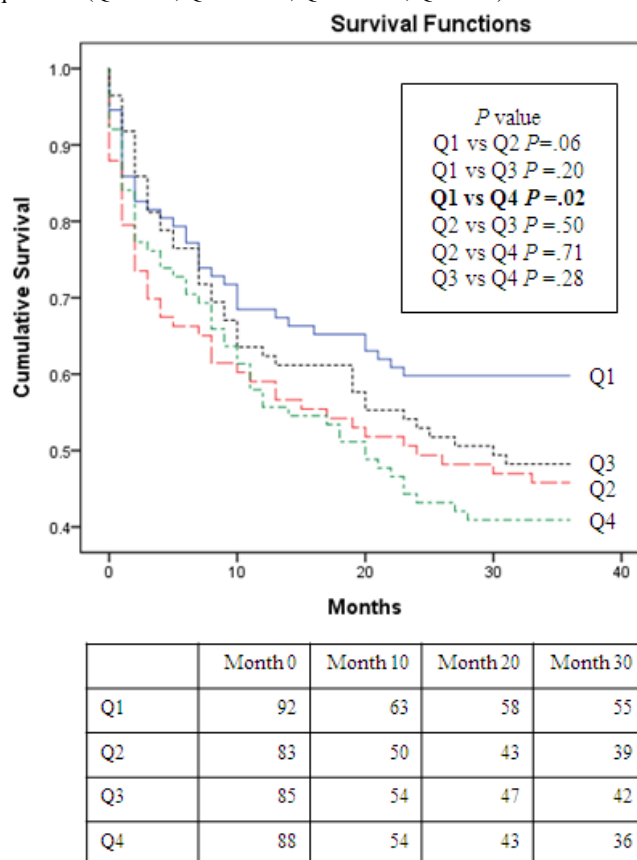 Survival Functions
1.0
0.9
0.8
0.7
0.6
0.5
0.4
Cumulative Survival
P value
Q1 vs Q2 P=.06
Q1 vs Q3 P =.20
Q1 vs Q4 P =.02
Q2 vs Q3 P =.50
Q2 vs Q4 P =.71
Q3 vs Q4 P =.28
Q1
Q3
Q2
Q4
0 10 20 30 40
Months
Month 0 Month 10 Month 20 Month 30
Q1 92 63 58 55
Q2 83 50 43 39
Q3 85 54 47 42
Q4 88 54 43 36